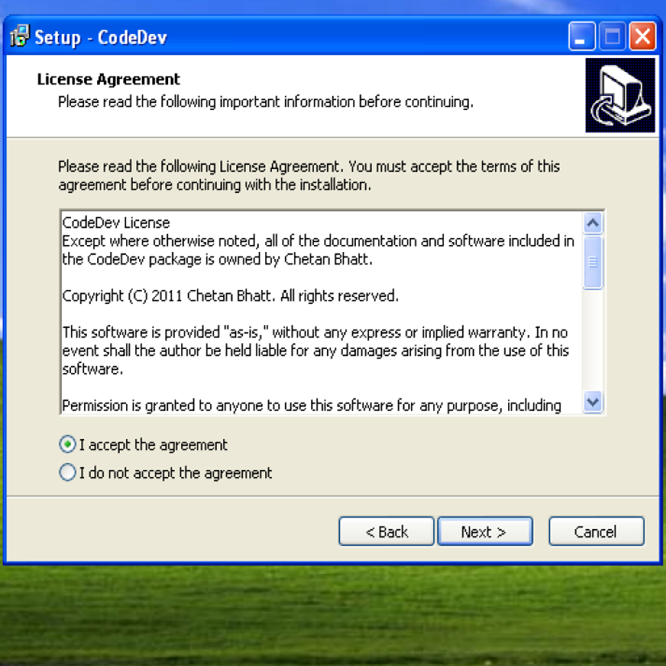 Setup - CodeDev
License Agreement
Please read the following important information before continuing.
Please read the following License Agreement. You must accept the terms of this
agreement before continuing with the installation.
CodeDev License
Except where otherwise noted, all of the documentation and software included in
the CodeDev package is owned by Chetan Bhatt.
Copyright (C) 2011 Chetan Bhatt. All rights reserved.
This software is provided "as-is," without any express or implied warranty. In no
event shall the author be held liable for any damages arising from the use of this
software.
Permission is granted to anyone to use this software for any purpose, including
I accept the agreement
I do not accept the agreement
< Back
Next >
Cancel